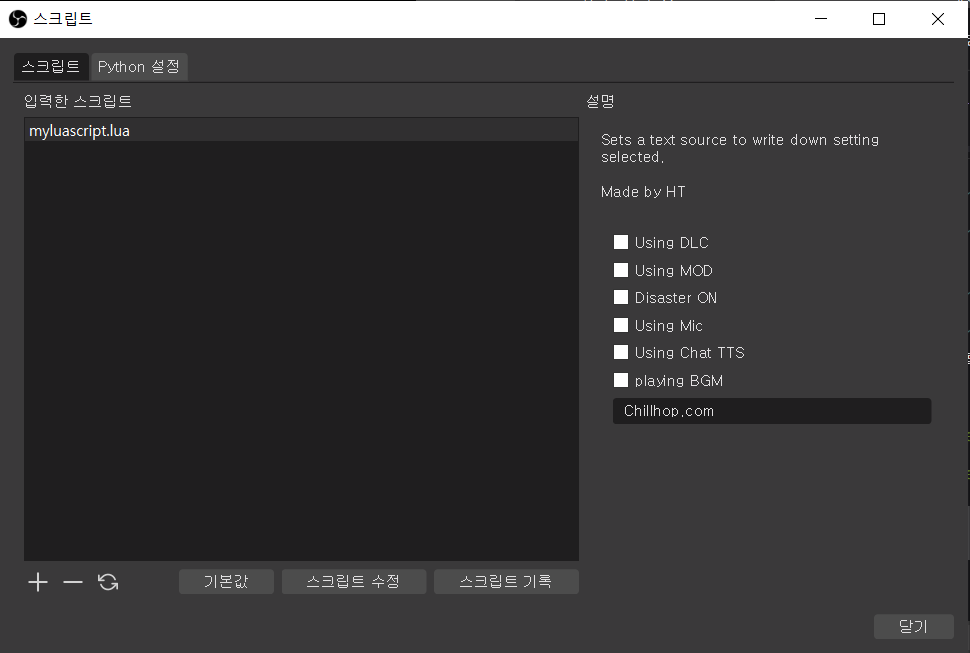 스크립트
스크립트 Python 설정
입력한 스크립트
myluascript.lua
설명
Sets a text source to write down setting
selected.
Made by HT
Using DLC
Using MOD
Disaster ON
Using Mic
Using Chat TTS
playing BGM
Chillhop.com
기본값 스크립트 수정 스크립트 기록
닫기